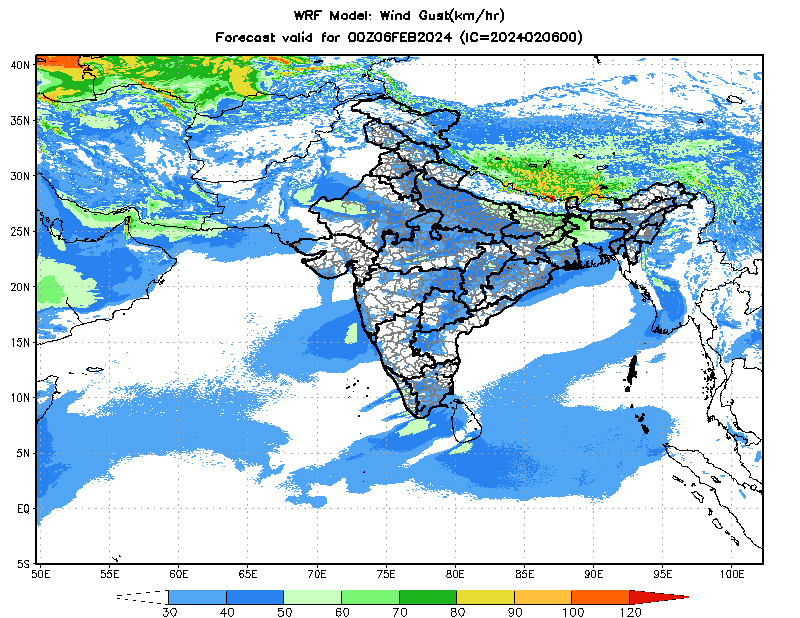 WRF Model: Wind Gust(km/hr)
Forecast valid for 00Z06FEB2024 (IC=2024020600)
40N
35N
30N
25N
20N
15N
10N
5N
EQ
5S
50E 55E 60E 65E 70E 75E 80E 85E 90E 95E 100E
30 40 50 60 70 80 90 100 120